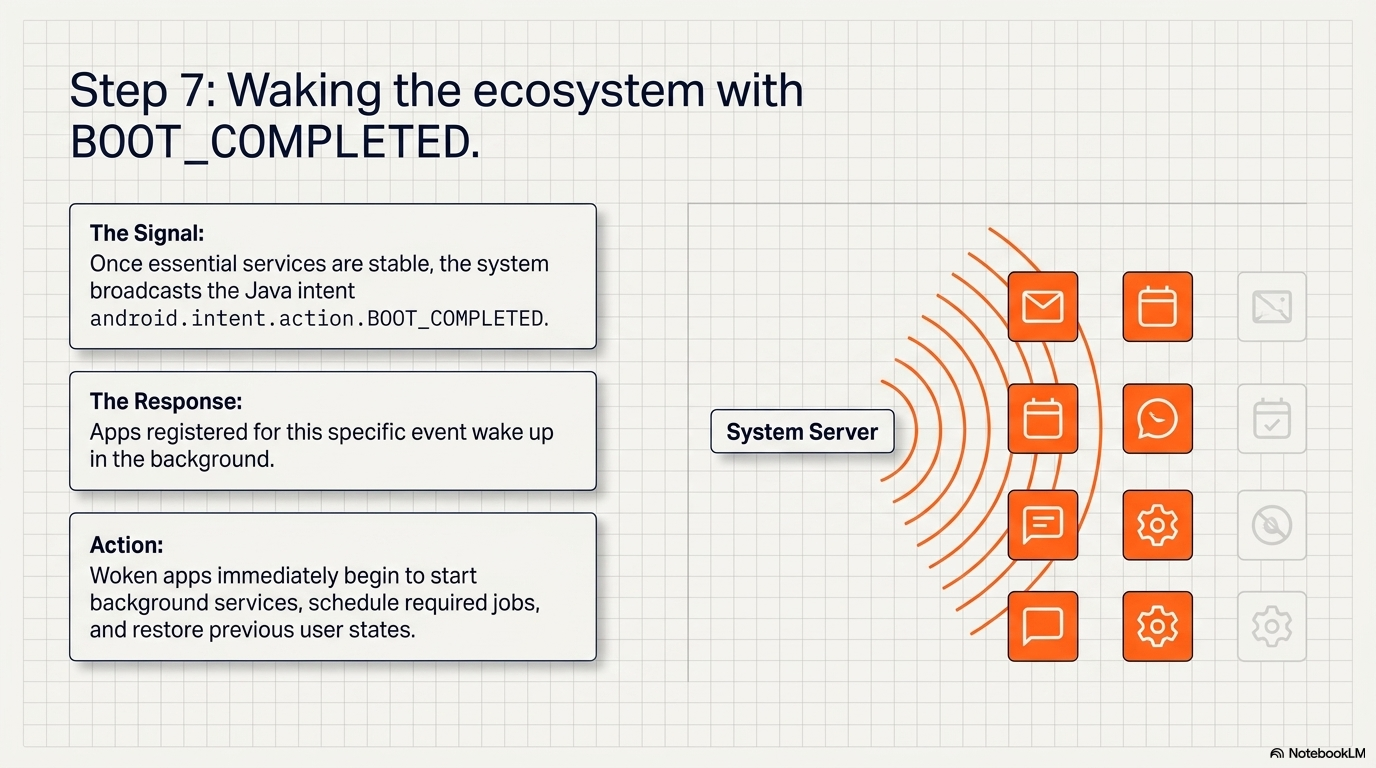 Step 7: Waking the ecosystem with
BOOT_COMPLETED.
The Signal:
Once essential services are stable, the system
broadcasts the Java intent
android.intent.action.BOOT_COMPLETED.
The Response:
Apps registered for this specific event wake up
in the background.
Action:
Woken apps immediately begin to start
background services, schedule required jobs,
and restore previous user states.
System Server
NotebookLM